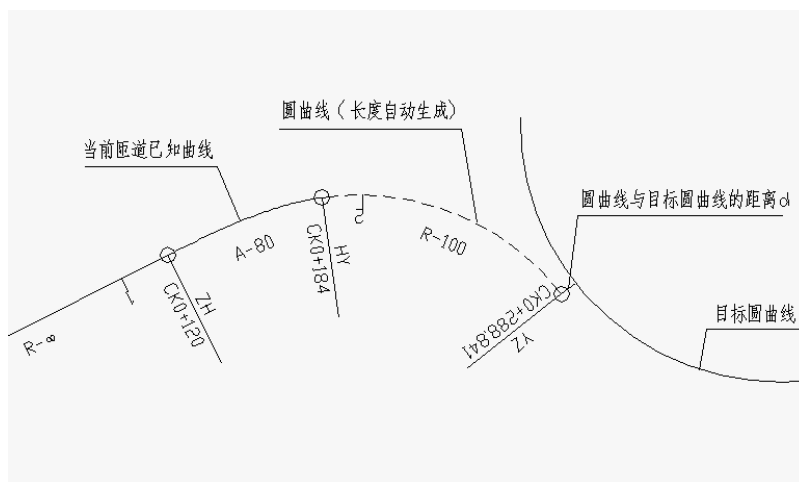 圆曲线（长度自动生成）
当前匝道已知曲线
圆曲线与目标圆曲线的距离d
A-80
R-100
HY
CK0+184
ZH
CK0+120
R-∞
1
2
CK0+288.841
YZ
目标圆曲线